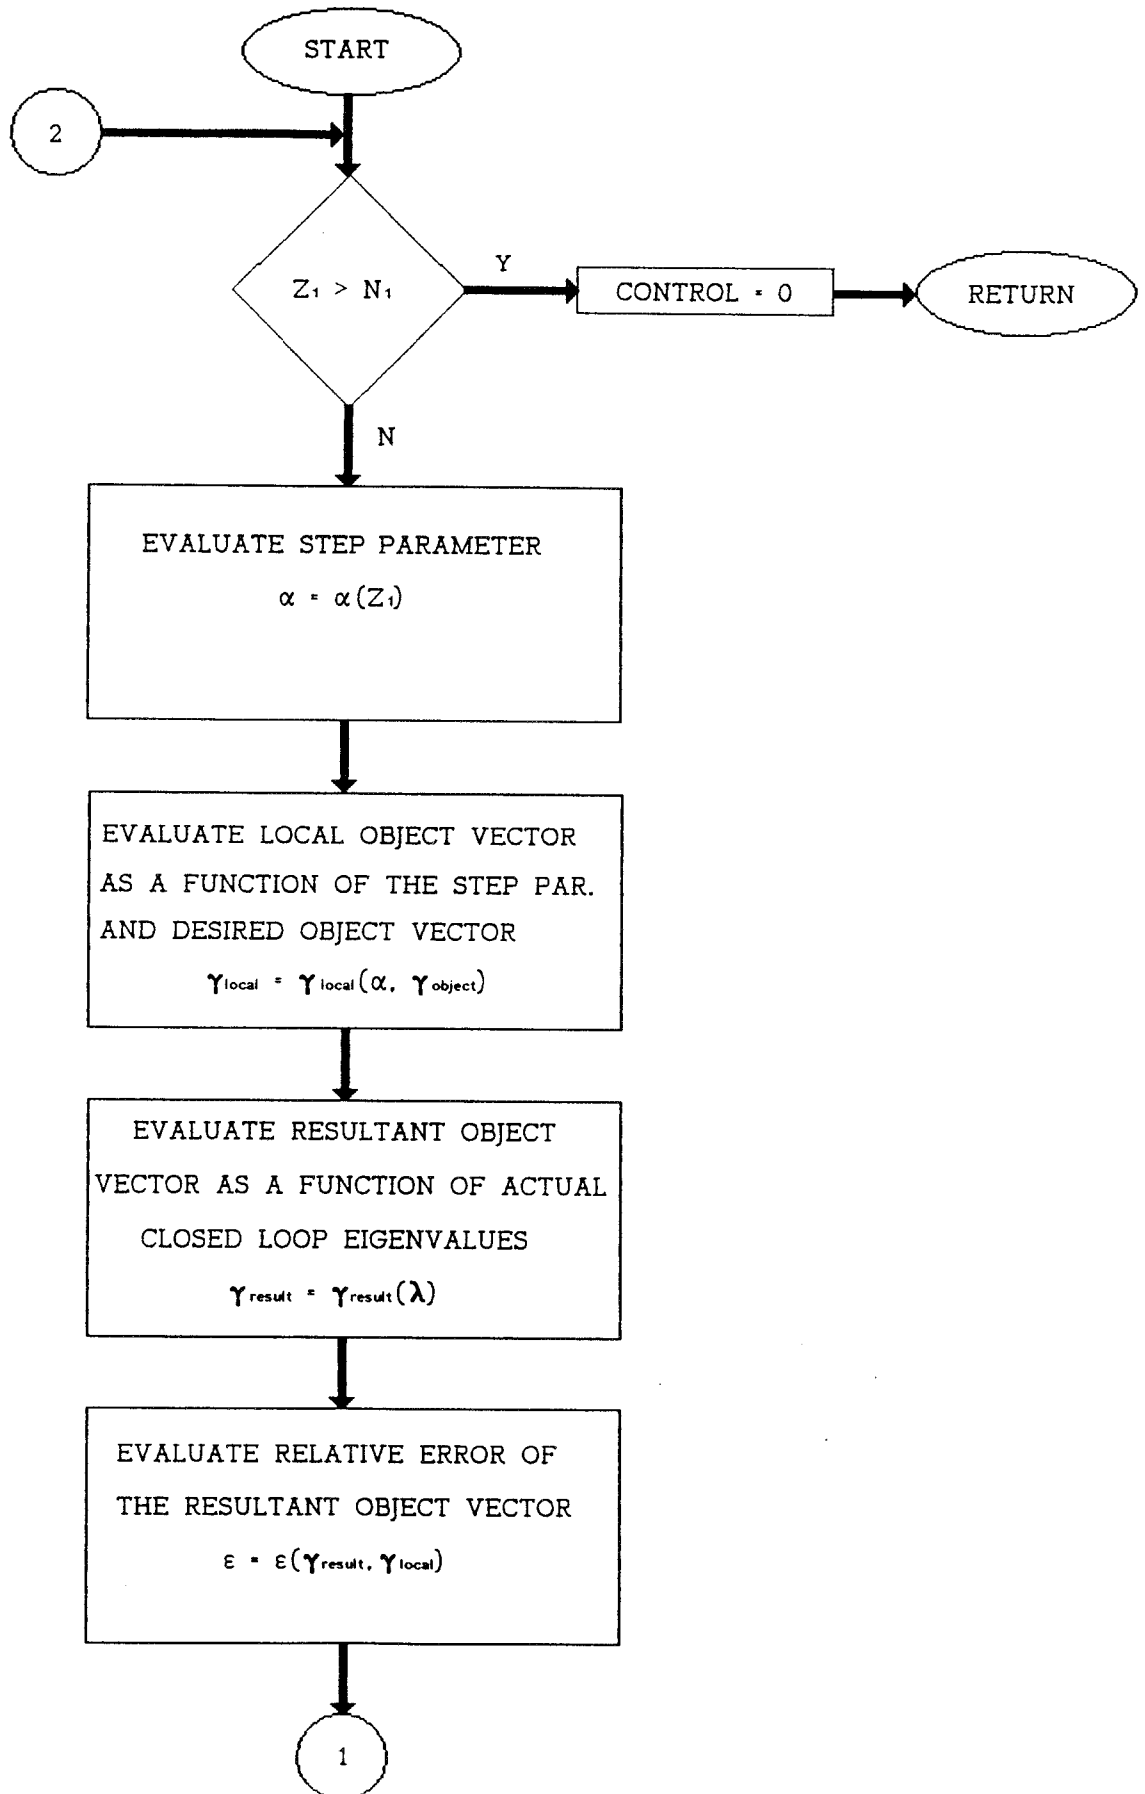 START
2
Z₁ > N₁
Y
CONTROL = 0
RETURN
N
EVALUATE STEP PARAMETER
α = α(Z₁)
EVALUATE LOCAL OBJECT VECTOR
AS A FUNCTION OF THE STEP PAR.
AND DESIRED OBJECT VECTOR
γlocal = γlocal(α, γobject)
EVALUATE RESULTANT OBJECT
VECTOR AS A FUNCTION OF ACTUAL
CLOSED LOOP EIGENVALUES
γresult = γresult(λ)
EVALUATE RELATIVE ERROR OF
THE RESULTANT OBJECT VECTOR
ε = ε(γresult, γlocal)
1